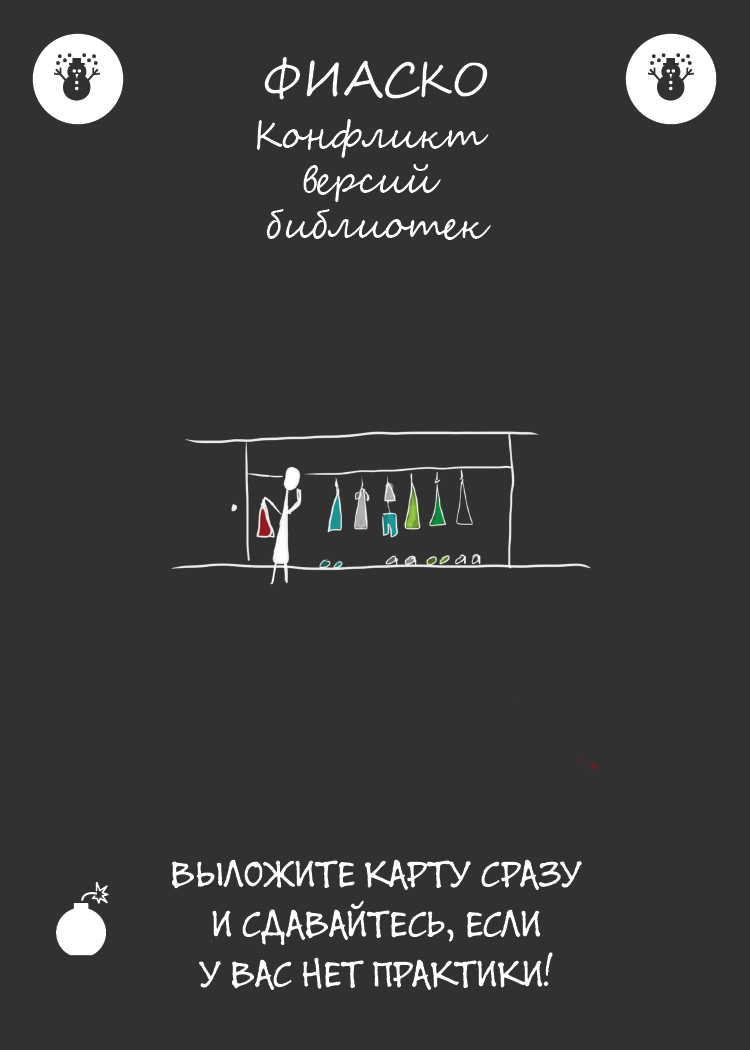 ФИАСКО
Конфликт
версий
библиотек
ВЫЛОЖИТЕ КАРТУ СРАЗУ
И СДАВАЙТЕСЬ, ЕСЛИ
У ВАС НЕТ ПРАКТИКИ!